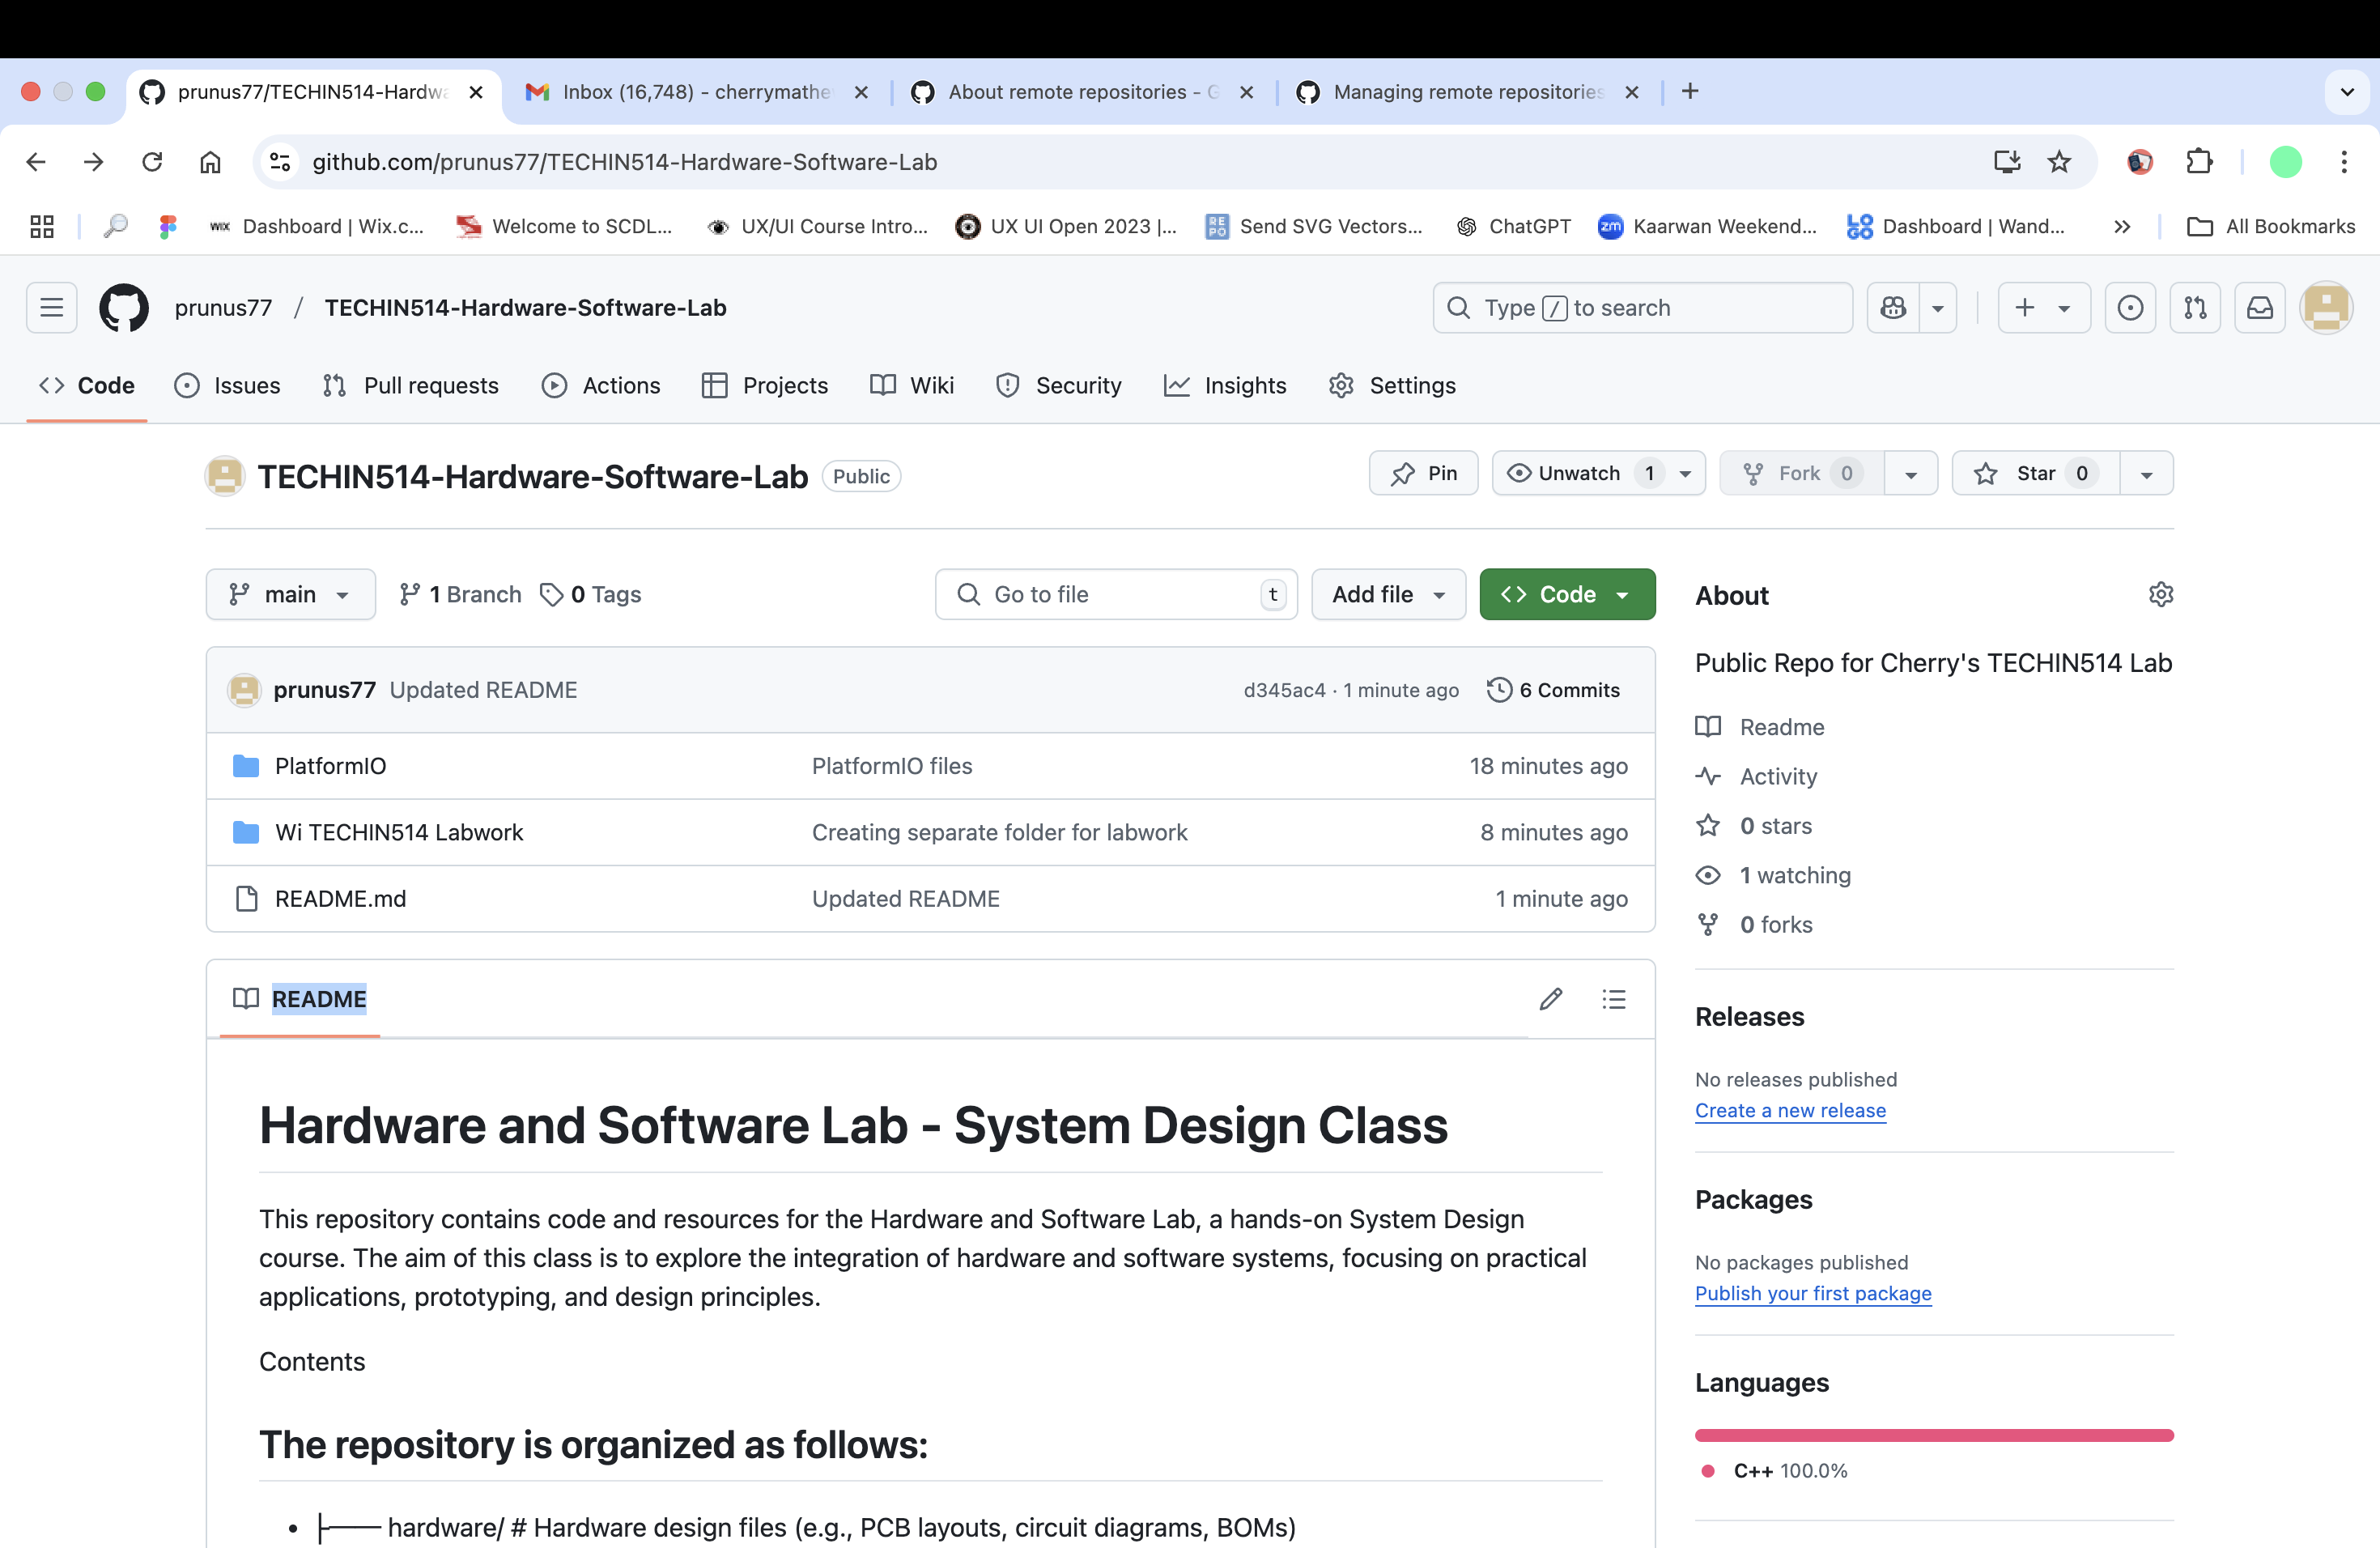 prunus77/TECHIN514-Hardwa
Inbox (16,748) - cherrymathe
About remote repositories - G
Managing remote repositories
github.com/prunus77/TECHIN514-Hardware-Software-Lab
WIX Dashboard | Wix.c...
Welcome to SCDL...
UX/UI Course Intro...
UX UI Open 2023 |...
REPO Send SVG Vectors...
ChatGPT
zm Kaarwan Weekend...
LOGO Dashboard | Wand...
All Bookmarks
prunus77 / TECHIN514-Hardware-Software-Lab
Type / to search
Code
Issues
Pull requests
Actions
Projects
Wiki
Security
Insights
Settings
TECHIN514-Hardware-Software-Lab Public
Pin
Unwatch 1
Fork 0
Star 0
main
1 Branch
0 Tags
Go to file t
Add file
Code
prunus77 Updated README d345ac4 · 1 minute ago 6 Commits
PlatformIO PlatformIO files 18 minutes ago
Wi TECHIN514 Labwork Creating separate folder for labwork 8 minutes ago
README.md Updated README 1 minute ago
README
Hardware and Software Lab - System Design Class
This repository contains code and resources for the Hardware and Software Lab, a hands-on System Design
course. The aim of this class is to explore the integration of hardware and software systems, focusing on practical
applications, prototyping, and design principles.
Contents
The repository is organized as follows:
• ├── hardware/ # Hardware design files (e.g., PCB layouts, circuit diagrams, BOMs)
About
Public Repo for Cherry's TECHIN514 Lab
Readme
Activity
0 stars
1 watching
0 forks
Releases
No releases published
Create a new release
Packages
No packages published
Publish your first package
Languages
C++ 100.0%